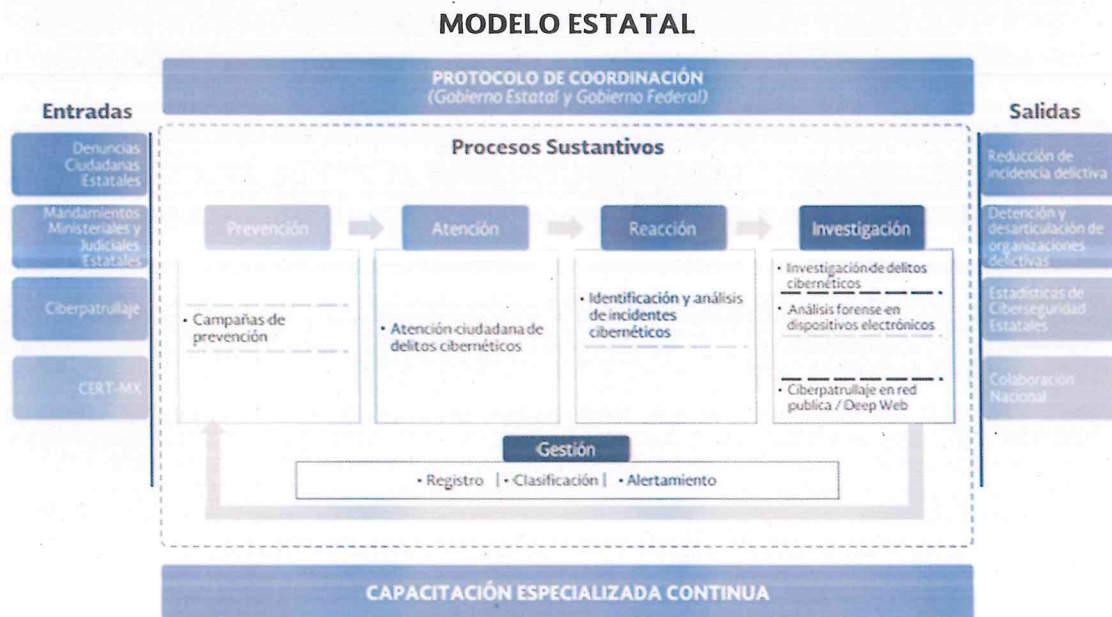 MODELO ESTATAL
PROTOCOLO DE COORDINACIÓN
(Gobierno Estatal y Gobierno Federal)
Entradas
Denuncias
Ciudadanas
Estatales
Mandamientos
Ministeriales y
Judiciales
Estatales
Ciberpatrullaje
CERT-MX
Procesos Sustantivos
Prevención
• Campañas de
prevención
Atención
• Atención ciudadana de
delitos cibernéticos
Reacción
• Identificación y análisis
de incidentes
cibernéticos
Investigación
• Investigación de delitos
cibernéticos
• Análisis forense en
dispositivos electrónicos
• Ciberpatrullaje en red
publica / Deep Web
Gestión
• Registro | • Clasificación | • Alertamiento
Salidas
Reducción de
incidencia delictiva
Detención y
desarticulación de
organizaciones
delictivas
Estadísticas de
Ciberseguridad
Estatales
Colaboración
Nacional
CAPACITACIÓN ESPECIALIZADA CONTINUA